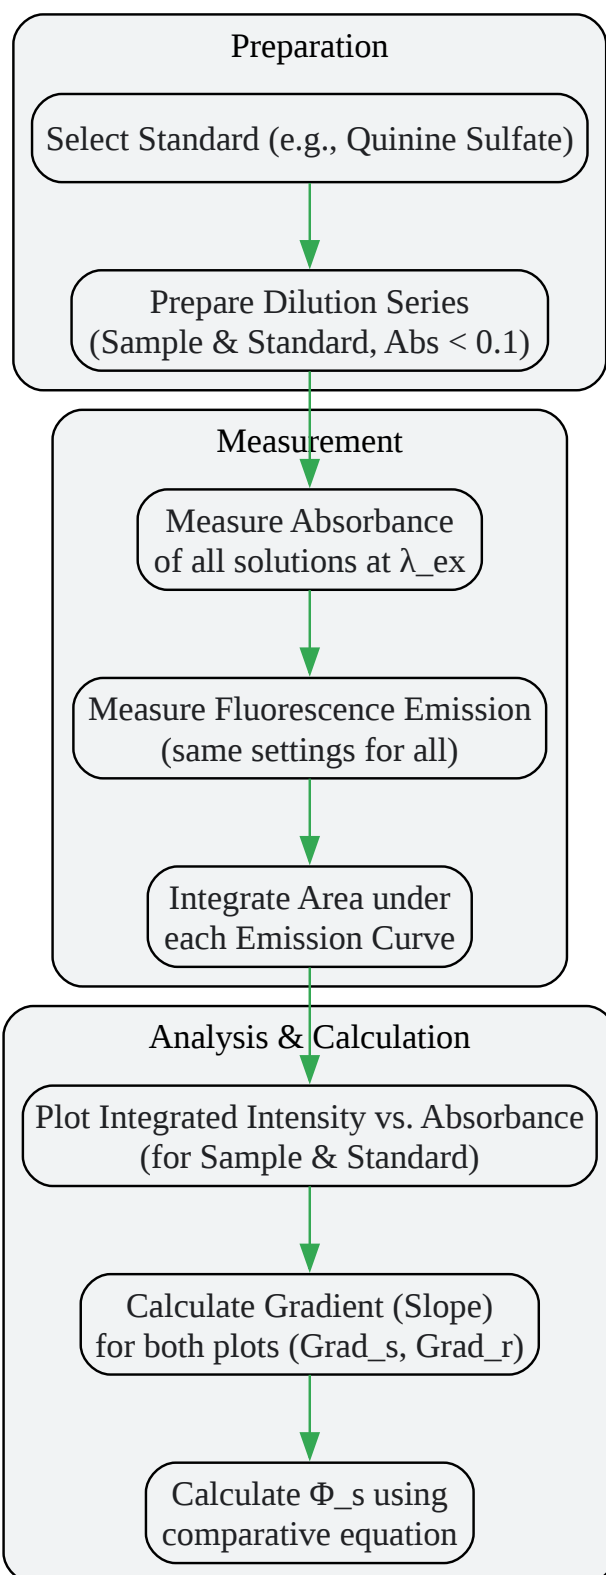 Preparation
Select Standard (e.g., Quinine Sulfate)
Prepare Dilution Series
(Sample & Standard, Abs < 0.1)
Measurement
Measure Absorbance
of all solutions at λ_ex
Measure Fluorescence Emission
(same settings for all)
Integrate Area under
each Emission Curve
Analysis & Calculation
Plot Integrated Intensity vs. Absorbance
(for Sample & Standard)
Calculate Gradient (Slope)
for both plots (Grad_s, Grad_r)
Calculate Φ_s using
comparative equation